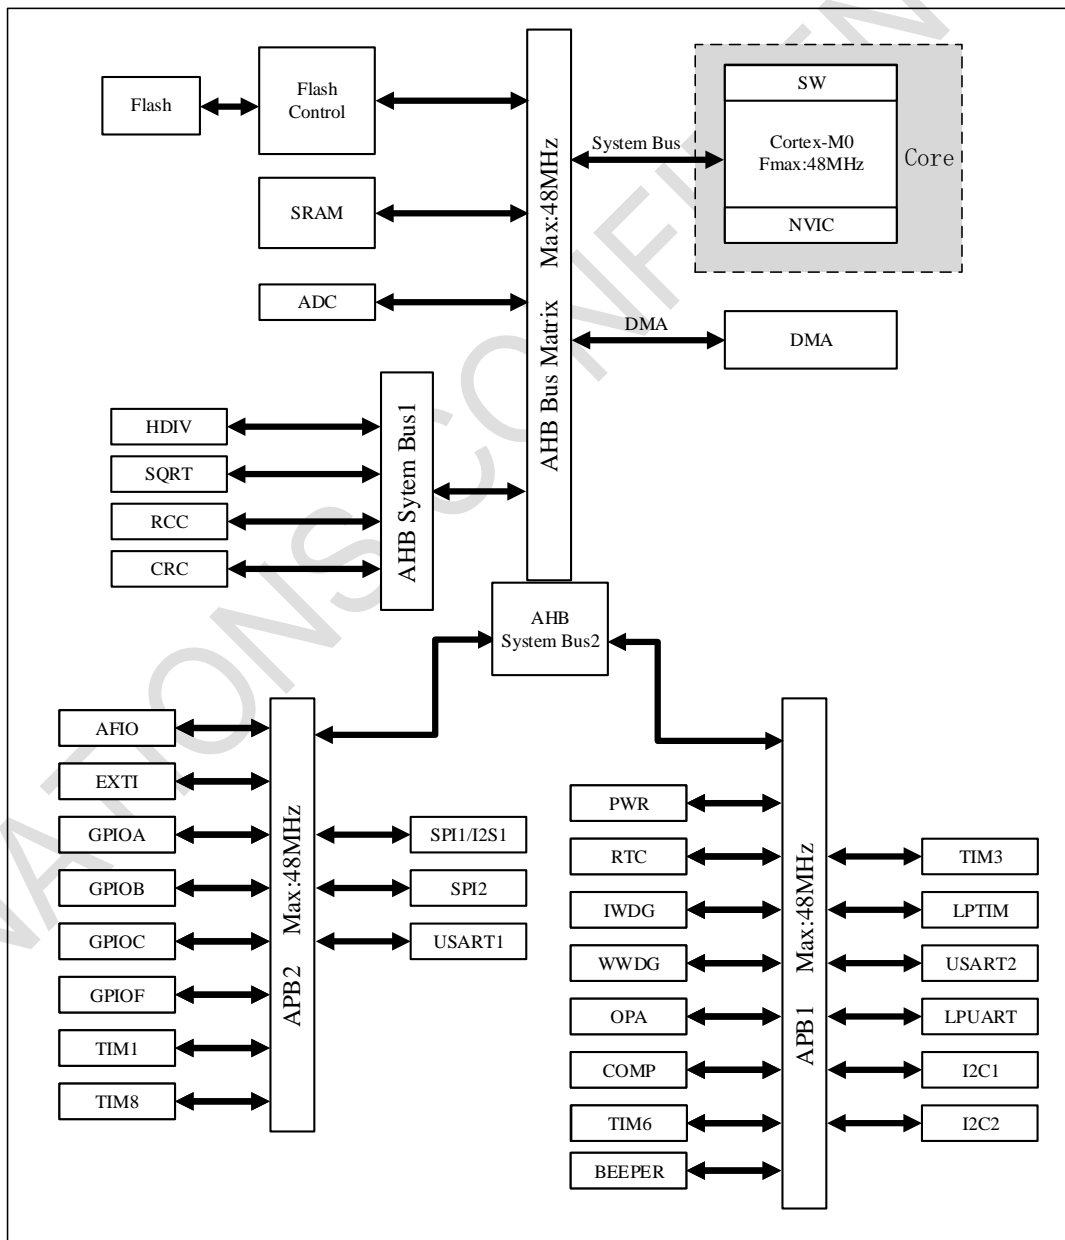 Flash
Flash
Control
SRAM
ADC
System Bus
SW
Cortex-M0
Fmax:48MHz
NVIC
Core
DMA
DMA
AHB Bus Matrix Max:48MHz
HDIV
SQRT
RCC
CRC
AHB Sytem Bus1
AHB
System Bus2
AFIO
EXTI
GPIOA
GPIOB
GPIOC
GPIOF
TIM1
TIM8
APB2 Max:48MHz
SPI1/I2S1
SPI2
USART1
PWR
RTC
IWDG
WWDG
OPA
COMP
TIM6
BEEPER
APB1 Max:48MHz
TIM3
LPTIM
USART2
LPUART
I2C1
I2C2
NATIONS CONFIDEN